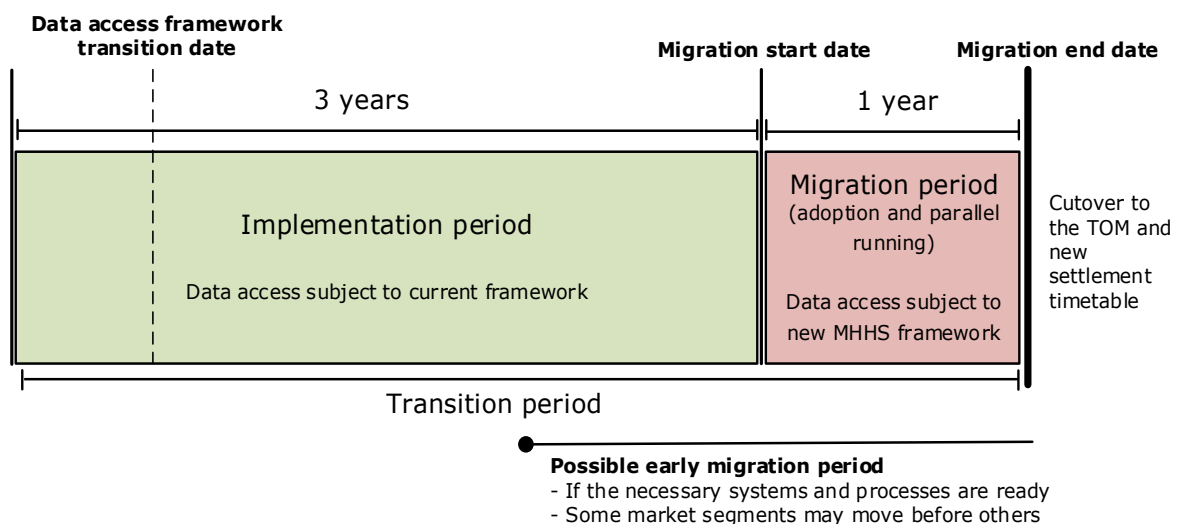 Data access framework
transition date
Migration start date
Migration end date
3 years
1 year
Implementation period
Data access subject to current framework
Migration period
(adoption and parallel
running)
Data access subject to
new MHHS framework
Cutover to
the TOM and
new
settlement
timetable
Transition period
Possible early migration period
- If the necessary systems and processes are ready
- Some market segments may move before others